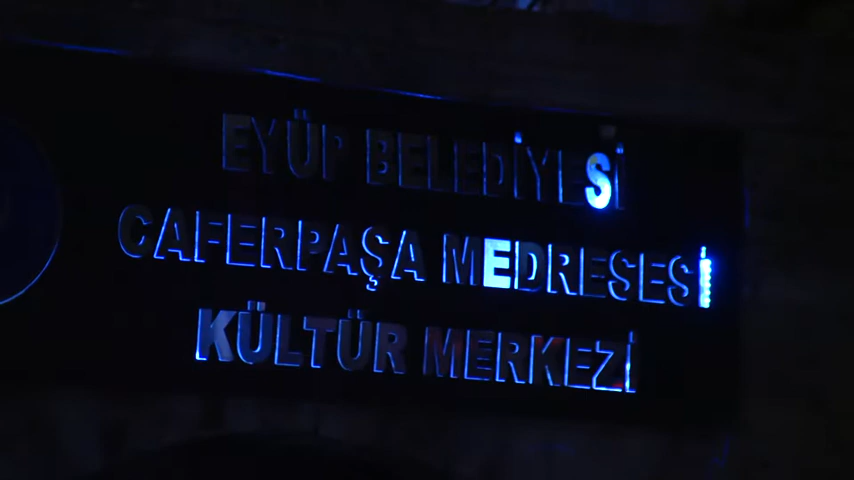 EYÜP BELEDİYESİ
CAFERPAŞA MEDRESESİ
KÜLTÜR MERKEZİ